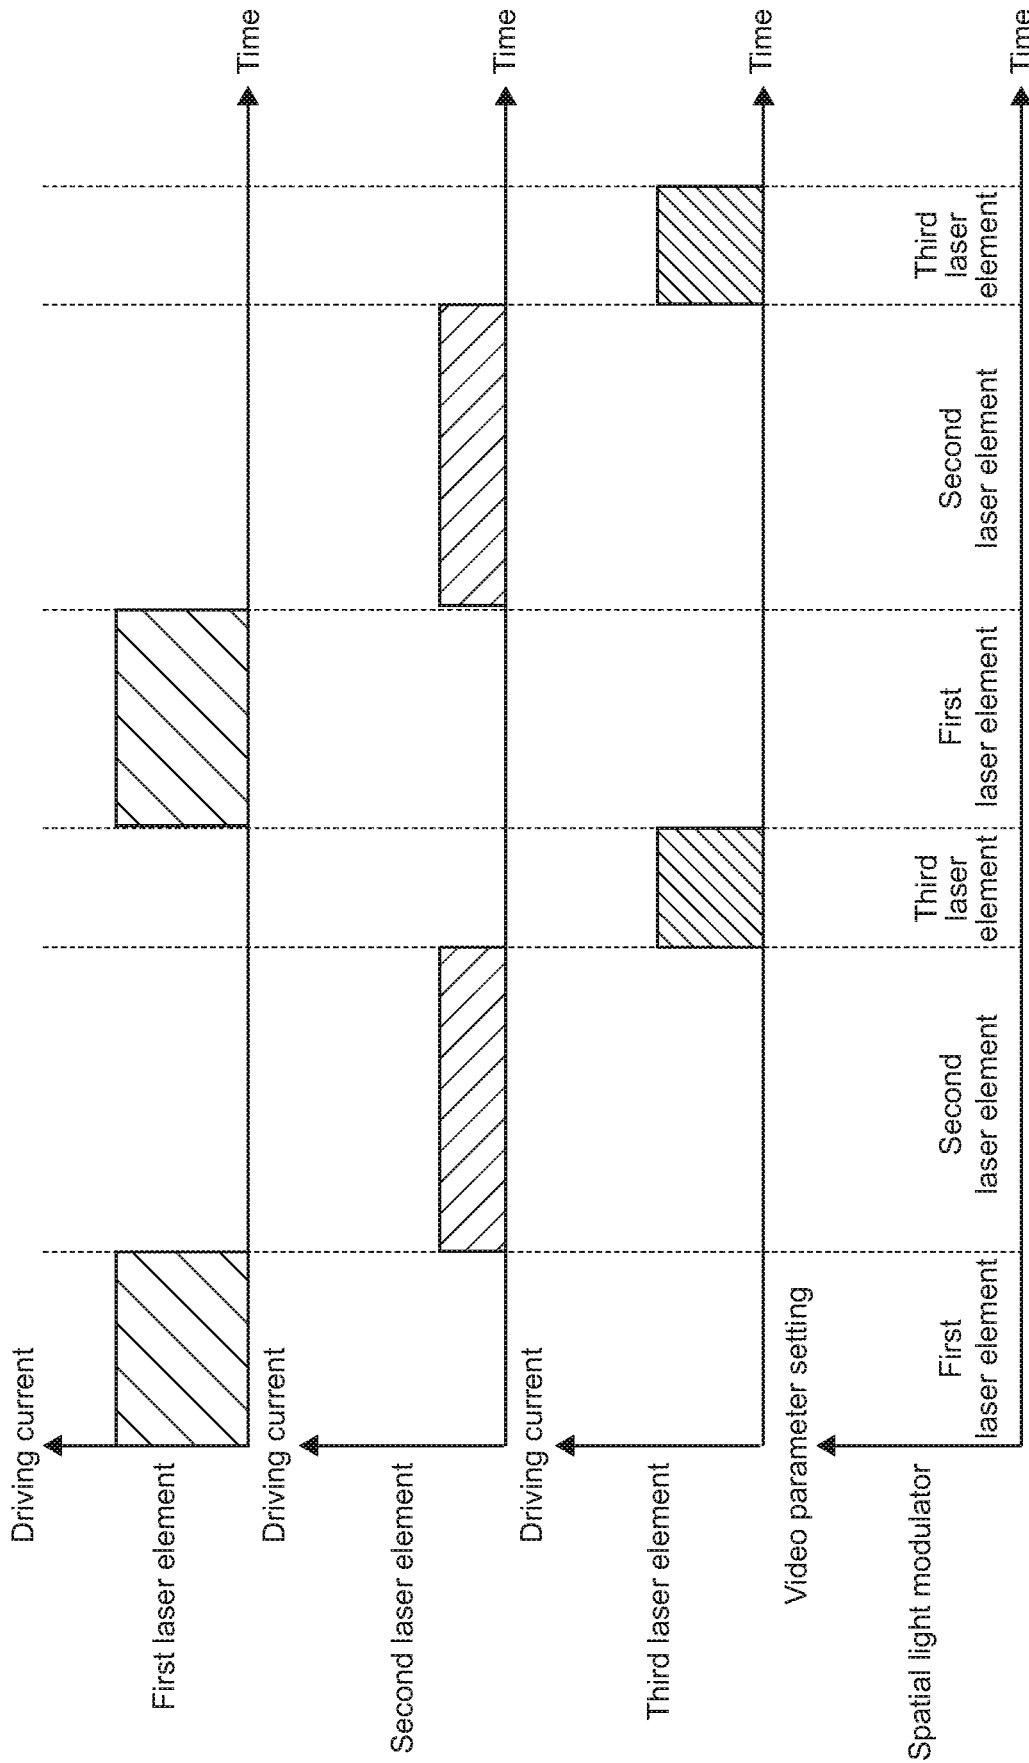 Driving current
First laser element
Time
Driving current
Second laser element
Time
Driving current
Third laser element
Time
Video parameter setting
Spatial light modulator
First
laser element
Second
laser element
Third
laser
element
First
laser element
Second
laser element
Third
laser
element
Time